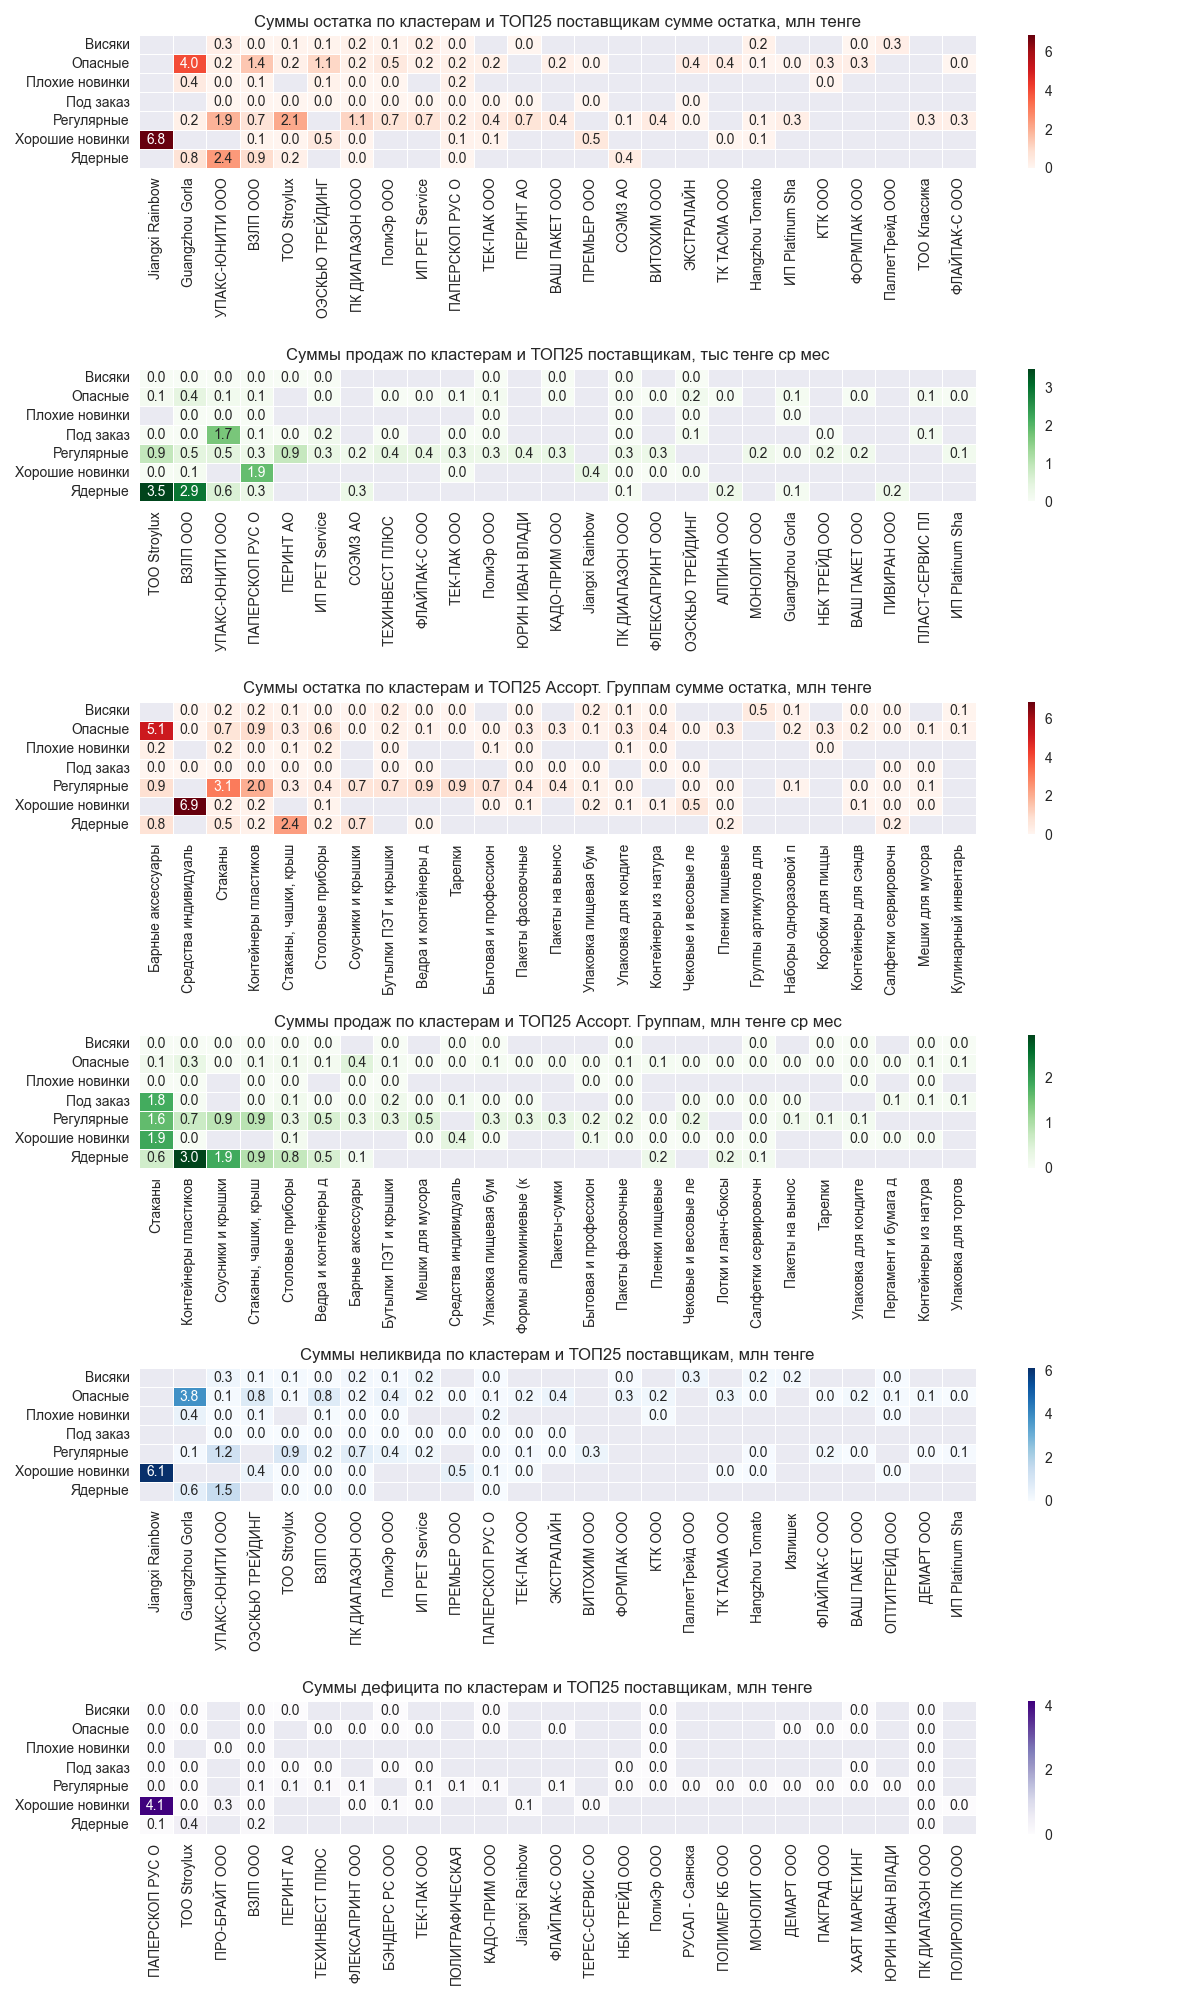 Суммы остатка по кластерам и ТОП25 поставщикам сумме остатка, млн тенге
Висяки 0.3 0.0 0.1 0.1 0.2 0.1 0.2 0.0 0.0 0.2 0.0 0.3
Опасные 4.0 0.2 1.4 0.2 1.1 0.2 0.5 0.2 0.2 0.2 0.2 0.0 0.4 0.4 0.1 0.0 0.3 0.3 0.0
Плохие новинки 0.4 0.0 0.1 0.1 0.0 0.0 0.2 0.0
Под заказ 0.0 0.0 0.0 0.0 0.0 0.0 0.0 0.0 0.0 0.0 0.0 0.0
Регулярные 0.2 1.9 0.7 2.1 1.1 0.7 0.7 0.2 0.4 0.7 0.4 0.1 0.4 0.0 0.1 0.3 0.3 0.3
Хорошие новинки 6.8 0.1 0.0 0.5 0.0 0.1 0.1 0.5 0.0 0.1
Ядерные 0.8 2.4 0.9 0.2 0.0 0.0 0.4
6
4
2
0
Jiangxi Rainbow
Guangzhou Gorla
УПАКС-ЮНИТИ ООО
ВЗЛП ООО
ТОО Stroylux
ОЭСКЬЮ ТРЕЙДИНГ
ПК ДИАПАЗОН ООО
ПолиЭр ООО
ИП РЕТ Service
ПАПЕРСКОП РУС О
ТЕК-ПАК ООО
ПЕРИНТ АО
ВАШ ПАКЕТ ООО
ПРЕМЬЕР ООО
СОЭМЗ АО
ВИТОХИМ ООО
ЭКСТРАЛАЙН
ТК ТАСМА ООО
Hangzhou Tomato
ИП Platinum Sha
КТК ООО
ФОРМПАК ООО
ПаллетТрейд ООО
ТОО Классика
ФЛАЙПАК-С ООО
Суммы продаж по кластерам и ТОП25 поставщикам, тыс тенге ср мес
Висяки 0.0 0.0 0.0 0.0 0.0 0.0 0.0 0.0 0.0 0.0
Опасные 0.1 0.4 0.1 0.1 0.0 0.0 0.0 0.1 0.1 0.0 0.0 0.0 0.2 0.0 0.1 0.0 0.1 0.0
Плохие новинки 0.0 0.0 0.0 0.0 0.0 0.0 0.0
Под заказ 0.0 0.0 1.7 0.1 0.0 0.2 0.0 0.0 0.0 0.0 0.1 0.0 0.1
Регулярные 0.9 0.5 0.5 0.3 0.9 0.3 0.2 0.4 0.4 0.3 0.3 0.4 0.3 0.3 0.3 0.2 0.0 0.2 0.2 0.1
Хорошие новинки 0.0 0.1 1.9 0.0 0.4 0.0 0.0 0.0
Ядерные 3.5 2.9 0.6 0.3 0.3 0.1 0.2 0.1 0.2
3
2
1
0
ТОО Stroylux
ВЗЛП ООО
УПАКС-ЮНИТИ ООО
ПАПЕРСКОП РУС О
ПЕРИНТ АО
ИП РЕТ Service
СОЭМЗ АО
ТЕХИНВЕСТ ПЛЮС
ФЛАЙПАК-С ООО
ТЕК-ПАК ООО
ПолиЭр ООО
ЮРИН ИВАН ВЛАДИ
КАДО-ПРИМ ООО
Jiangxi Rainbow
ПК ДИАПАЗОН ООО
ФЛЕКСАПРИНТ ООО
ОЭСКЬЮ ТРЕЙДИНГ
АЛПИНА ООО
МОНОЛИТ ООО
Guangzhou Gorla
НБК ТРЕЙД ООО
ВАШ ПАКЕТ ООО
ПИВИРАН ООО
ПЛАСТ-СЕРВИС ПЛ
ИП Platinum Sha
Суммы остатка по кластерам и ТОП25 Ассорт. Группам сумме остатка, млн тенге
Висяки 0.0 0.2 0.2 0.1 0.0 0.0 0.2 0.0 0.0 0.0 0.2 0.1 0.0 0.5 0.1 0.0 0.0 0.1
Опасные 5.1 0.0 0.7 0.9 0.3 0.6 0.0 0.2 0.1 0.0 0.0 0.3 0.3 0.1 0.3 0.4 0.0 0.3 0.2 0.3 0.2 0.0 0.1 0.1
Плохие новинки 0.2 0.2 0.0 0.1 0.2 0.0 0.1 0.0 0.1 0.0 0.0
Под заказ 0.0 0.0 0.0 0.0 0.0 0.0 0.0 0.0 0.0 0.0 0.0 0.0 0.0 0.0 0.0
Регулярные 0.9 3.1 2.0 0.3 0.4 0.7 0.7 0.9 0.9 0.7 0.4 0.4 0.1 0.0 0.0 0.0 0.1 0.0 0.0 0.1
Хорошие новинки 6.9 0.2 0.2 0.1 0.0 0.1 0.2 0.1 0.1 0.5 0.0 0.1 0.0 0.0
Ядерные 0.8 0.5 0.2 2.4 0.2 0.7 0.0 0.2 0.2
6
4
2
0
Барные аксессуары
Средства индивидуаль
Стаканы
Контейнеры пластиков
Стаканы, чашки, крыш
Столовые приборы
Соусники и крышки
Бутылки ПЭТ и крышки
Ведра и контейнеры д
Тарелки
Бытовая и профессион
Пакеты фасовочные
Пакеты на вынос
Упаковка пищевая бум
Упаковка для кондите
Контейнеры из натура
Чековые и весовые ле
Пленки пищевые
Группы артикулов для
Наборы одноразовой п
Коробки для пиццы
Контейнеры для сэндв
Салфетки сервировочн
Мешки для мусора
Кулинарный инвентарь
Суммы продаж по кластерам и ТОП25 Ассорт. Группам, млн тенге ср мес
Висяки 0.0 0.0 0.0 0.0 0.0 0.0 0.0 0.0 0.0 0.0 0.0 0.0 0.0 0.0 0.0
Опасные 0.1 0.3 0.0 0.1 0.1 0.1 0.4 0.1 0.0 0.0 0.1 0.0 0.0 0.0 0.1 0.1 0.0 0.0 0.0 0.0 0.0 0.0 0.0 0.1 0.1
Плохие новинки 0.0 0.0 0.0 0.0 0.0 0.0 0.0 0.0 0.0 0.0
Под заказ 1.8 0.0 0.0 0.1 0.0 0.0 0.2 0.0 0.1 0.0 0.0 0.0 0.0 0.0 0.0 0.0 0.1 0.1 0.1
Регулярные 1.6 0.7 0.9 0.9 0.3 0.5 0.3 0.3 0.5 0.3 0.3 0.3 0.2 0.2 0.0 0.2 0.0 0.1 0.1 0.1
Хорошие новинки 1.9 0.0 0.1 0.0 0.4 0.0 0.1 0.0 0.0 0.0 0.0 0.0 0.0 0.0 0.0
Ядерные 0.6 3.0 1.9 0.9 0.8 0.5 0.1 0.2 0.2 0.1
2
1
0
Стаканы
Контейнеры пластиков
Соусники и крышки
Стаканы, чашки, крыш
Столовые приборы
Ведра и контейнеры д
Барные аксессуары
Бутылки ПЭТ и крышки
Мешки для мусора
Средства индивидуаль
Упаковка пищевая бум
Формы алюминиевые (к
Пакеты-сумки
Бытовая и профессион
Пакеты фасовочные
Пленки пищевые
Чековые и весовые ле
Лотки и ланч-боксы
Салфетки сервировочн
Пакеты на вынос
Тарелки
Упаковка для кондите
Пергамент и бумага д
Контейнеры из натура
Упаковка для тортов
Суммы неликвида по кластерам и ТОП25 поставщикам, млн тенге
Висяки 0.3 0.1 0.1 0.0 0.2 0.1 0.2 0.0 0.0 0.3 0.2 0.2 0.0
Опасные 3.8 0.1 0.8 0.1 0.8 0.2 0.4 0.2 0.0 0.1 0.2 0.4 0.3 0.2 0.3 0.0 0.0 0.2 0.1 0.1 0.0
Плохие новинки 0.4 0.0 0.1 0.1 0.0 0.0 0.2 0.0 0.0
Под заказ 0.0 0.0 0.0 0.0 0.0 0.0 0.0 0.0 0.0 0.0 0.0
Регулярные 0.1 1.2 0.9 0.2 0.7 0.4 0.2 0.0 0.1 0.0 0.3 0.0 0.2 0.0 0.0 0.1
Хорошие новинки 6.1 0.4 0.0 0.0 0.0 0.5 0.1 0.0 0.0 0.0 0.0
Ядерные 0.6 1.5 0.0 0.0 0.0 0.0
6
4
2
0
Jiangxi Rainbow
Guangzhou Gorla
УПАКС-ЮНИТИ ООО
ОЭСКЬЮ ТРЕЙДИНГ
ТОО Stroylux
ВЗЛП ООО
ПК ДИАПАЗОН ООО
ПолиЭр ООО
ИП РЕТ Service
ПРЕМЬЕР ООО
ПАПЕРСКОП РУС О
ТЕК-ПАК ООО
ЭКСТРАЛАЙН
ВИТОХИМ ООО
ФОРМПАК ООО
КТК ООО
ПаллетТрейд ООО
ТК ТАСМА ООО
Hangzhou Tomato
Излишек
ФЛАЙПАК-С ООО
ВАШ ПАКЕТ ООО
ОПТИТРЕЙД ООО
ДЕМАРТ ООО
ИП Platinum Sha
Суммы дефицита по кластерам и ТОП25 поставщикам, млн тенге
Висяки 0.0 0.0 0.0 0.0 0.0 0.0 0.0 0.0 0.0
Опасные 0.0 0.0 0.0 0.0 0.0 0.0 0.0 0.0 0.0 0.0 0.0 0.0 0.0 0.0
Плохие новинки 0.0 0.0 0.0 0.0 0.0
Под заказ 0.0 0.0 0.0 0.0 0.0 0.0 0.0 0.0 0.0 0.0 0.0
Регулярные 0.0 0.0 0.1 0.1 0.1 0.1 0.1 0.1 0.1 0.1 0.0 0.0 0.0 0.0 0.0 0.0 0.0 0.0 0.0 0.0
Хорошие новинки 4.1 0.0 0.3 0.0 0.0 0.1 0.0 0.1 0.0 0.0 0.0
Ядерные 0.1 0.4 0.2 0.0
4
2
0
ПАПЕРСКОП РУС О
ТОО Stroylux
ПРО-БРАЙТ ООО
ВЗЛП ООО
ПЕРИНТ АО
ТЕХИНВЕСТ ПЛЮС
ФЛЕКСАПРИНТ ООО
БЭНДЕРС РС ООО
ТЕК-ПАК ООО
ПОЛИГРАФИЧЕСКАЯ
КАДО-ПРИМ ООО
Jiangxi Rainbow
ФЛАЙПАК-С ООО
ТЕРЕС-СЕРВИС ОО
НБК ТРЕЙД ООО
ПолиЭр ООО
РУСАЛ - Саянска
ПОЛИМЕР КБ ООО
МОНОЛИТ ООО
ДЕМАРТ ООО
ПАКГРАД ООО
ХАЯТ МАРКЕТИНГ
ЮРИН ИВАН ВЛАДИ
ПК ДИАПАЗОН ООО
ПОЛИРОЛЛ ПК ООО